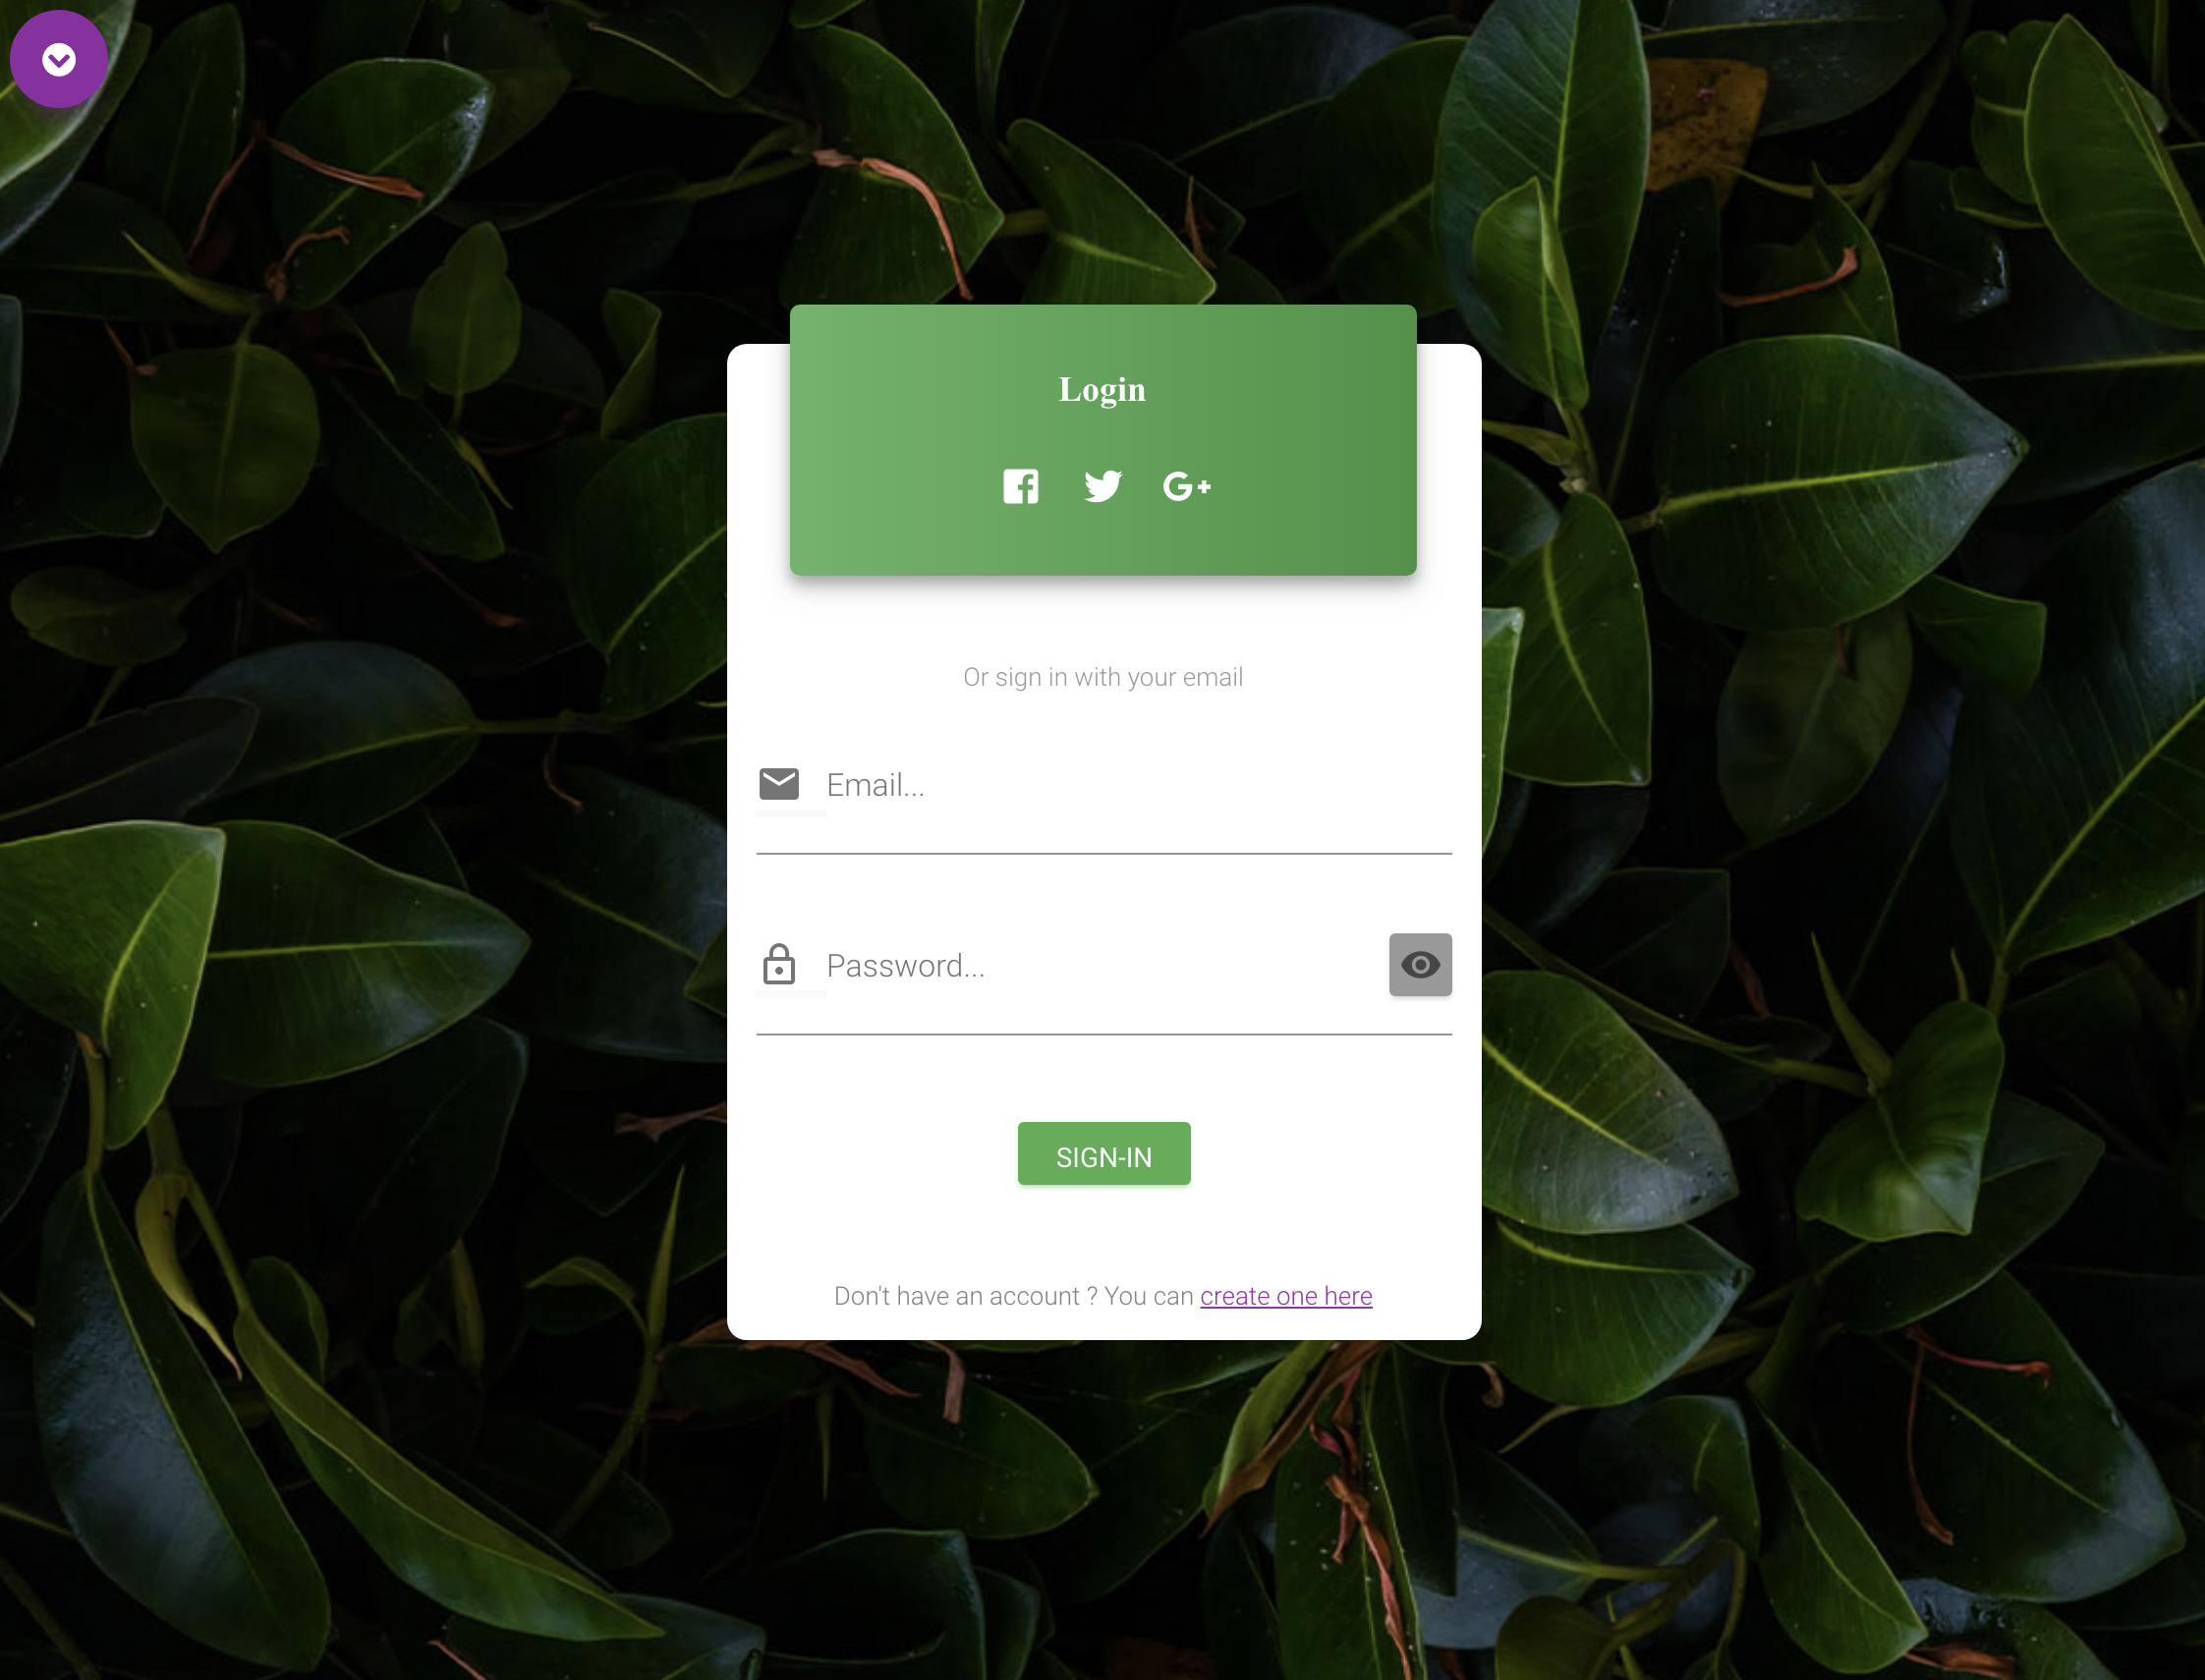 Login
G+
Or sign in with your email
Email...
Password...
SIGN-IN
Don't have an account ? You can create one here